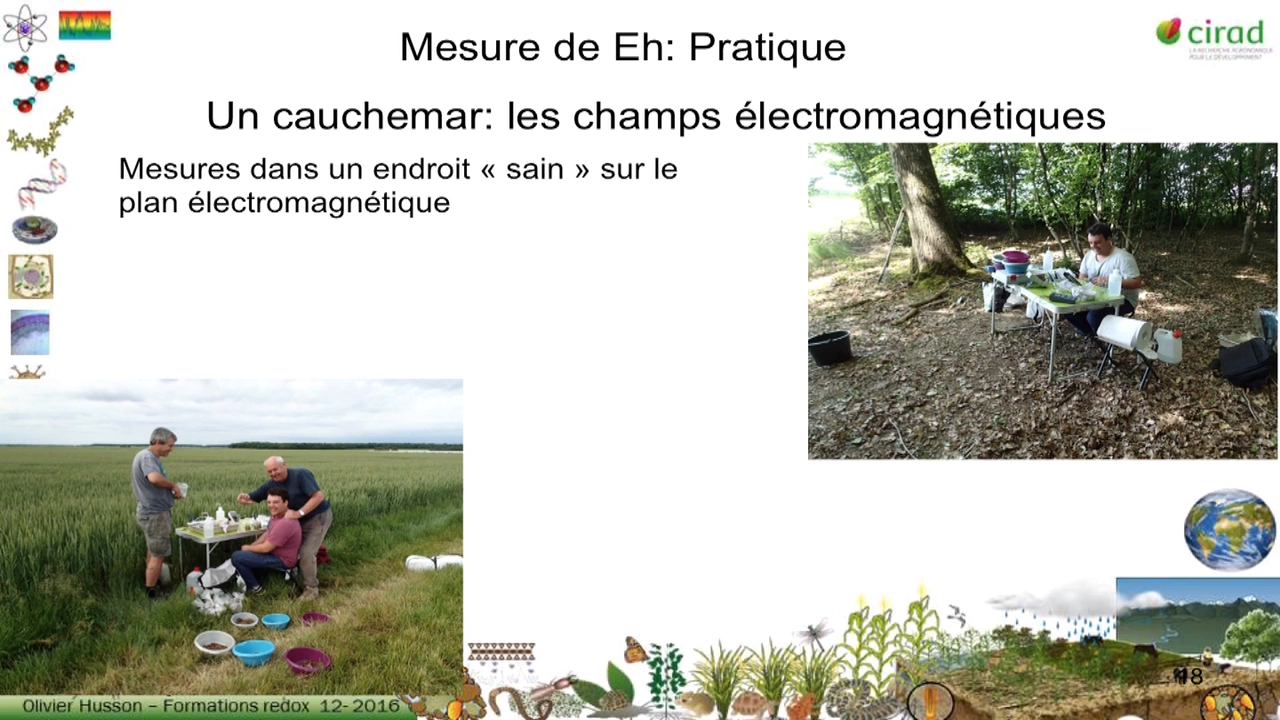 Mesure de Eh: Pratique
cirad
LA RECHERCHE AGRONOMIQUE
POUR LE DÉVELOPPEMENT
Un cauchemar: les champs électromagnétiques
Mesures dans un endroit « sain » sur le
plan électromagnétique
Olivier Husson – Formations redox 12- 2016